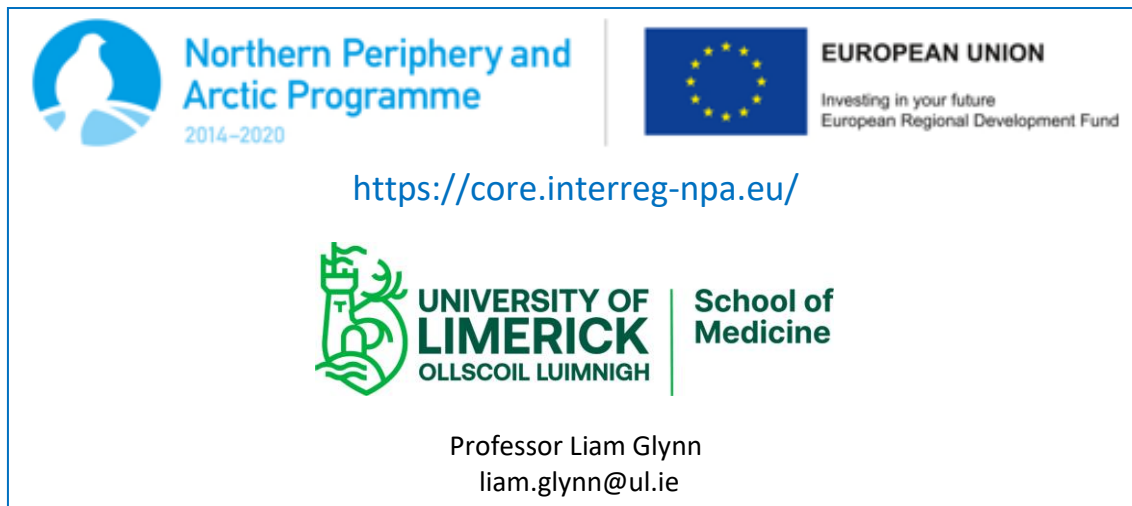 Northern Periphery and
Arctic Programme
2014–2020
EUROPEAN UNION
Investing in your future
European Regional Development Fund
https://core.interreg-npa.eu/
UNIVERSITY OF
LIMERICK
OLLSCOIL LUIMNIGH
School of
Medicine
Professor Liam Glynn
liam.glynn@ul.ie